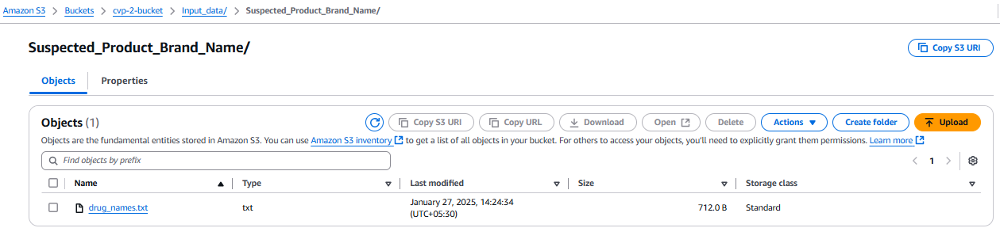 Amazon S3 > Buckets > cvp-2-bucket > Input_data/ > Suspected_Product_Brand_Name/
Suspected_Product_Brand_Name/
Copy S3 URI
Objects Properties
Objects (1)
Copy S3 URI Copy URL Download Open Delete Actions Create folder Upload
Objects are the fundamental entities stored in Amazon S3. You can use Amazon S3 inventory to get a list of all objects in your bucket. For others to access your objects, you'll need to explicitly grant them permissions. Learn more
Find objects by prefix
1
Name Type Last modified Size Storage class
drug_names.txt txt January 27, 2025, 14:24:34 (UTC+05:30) 712.0 B Standard